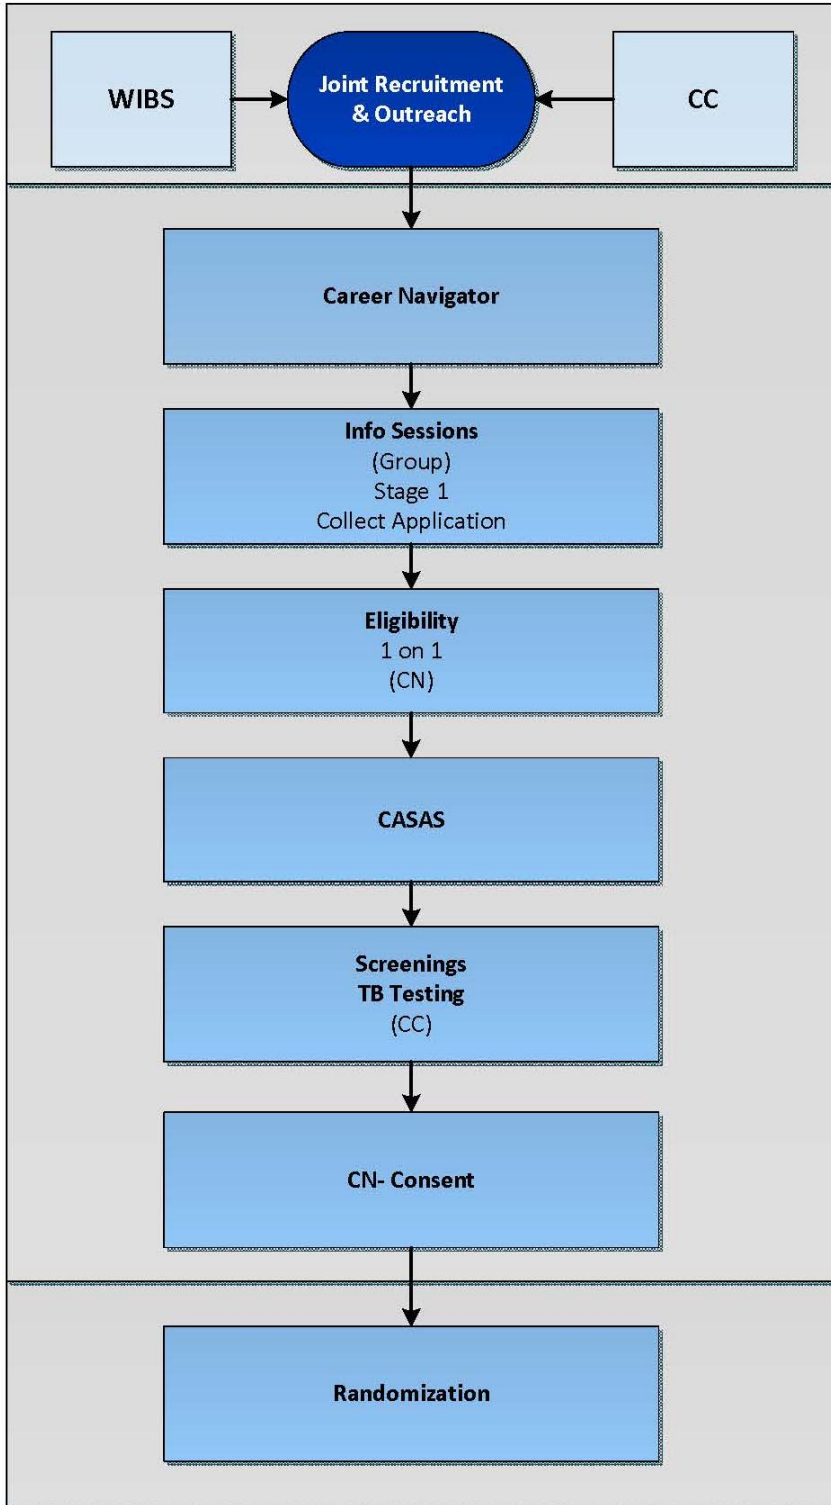 WIBS
Joint Recruitment
& Outreach
CC
Career Navigator
Info Sessions
(Group)
Stage 1
Collect Application
Eligibility
1 on 1
(CN)
CASAS
Screenings
TB Testing
(CC)
CN- Consent
Randomization